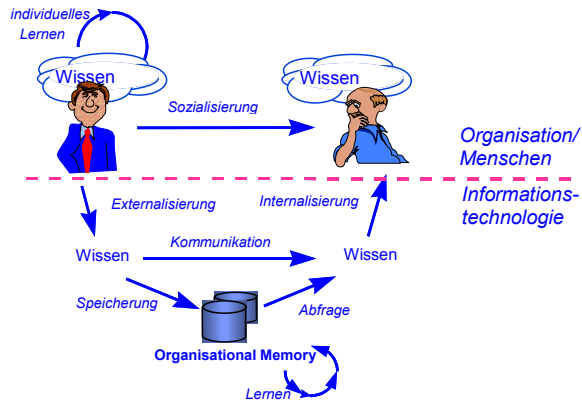 individuelles
Lernen
Wissen
Wissen
Sozialisierung
Organisation/
Menschen
Informations-
technologie
Externalisierung
Internalisierung
Kommunikation
Wissen
Wissen
Speicherung
Abfrage
Organisational Memory
Lernen